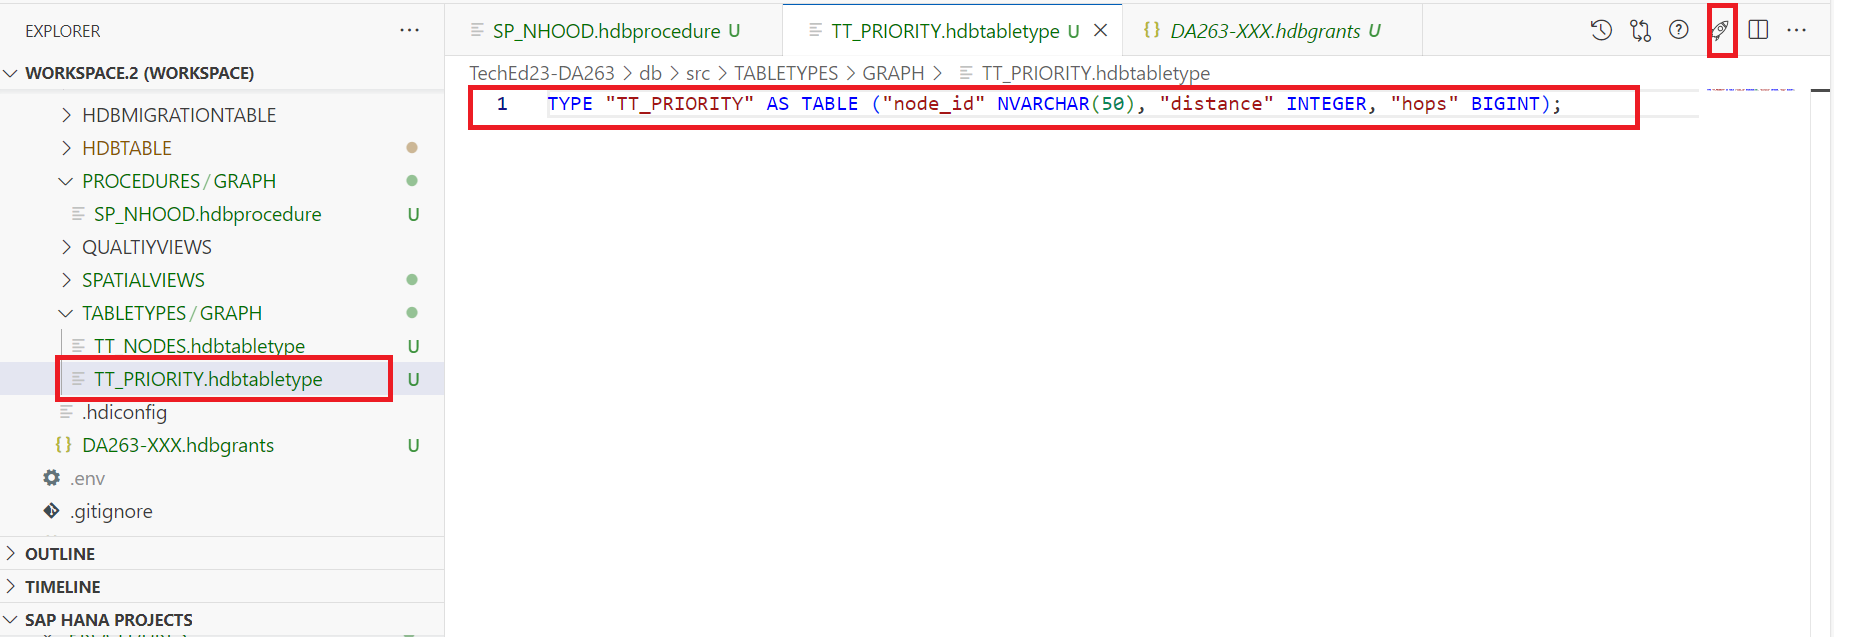 EXPLORER
WORKSPACE.2 (WORKSPACE)
HDBMIGRATIONTABLE
HDBTABLE
PROCEDURES / GRAPH
SP_NHOOD.hdbprocedure U
QUALTIYVIEWS
SPATIALVIEWS
TABLETYPES / GRAPH
TT_NODES.hdbtabletype U
TT_PRIORITY.hdbtabletype U
.hdiconfig
{} DA263-XXX.hdbgrants U
.env
.gitignore
OUTLINE
TIMELINE
SAP HANA PROJECTS
SP_NHOOD.hdbprocedure U
TT_PRIORITY.hdbtabletype U
{} DA263-XXX.hdbgrants U
TechEd23-DA263 > db > src > TABLETYPES > GRAPH > TT_PRIORITY.hdbtabletype
1 TYPE "TT_PRIORITY" AS TABLE ("node_id" NVARCHAR(50), "distance" INTEGER, "hops" BIGINT);